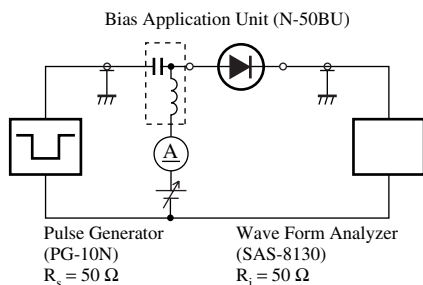 Bias Application Unit (N-50BU)
A
Pulse Generator
(PG-10N)
Rs = 50 Ω
Wave Form Analyzer
(SAS-8130)
Ri = 50 Ω